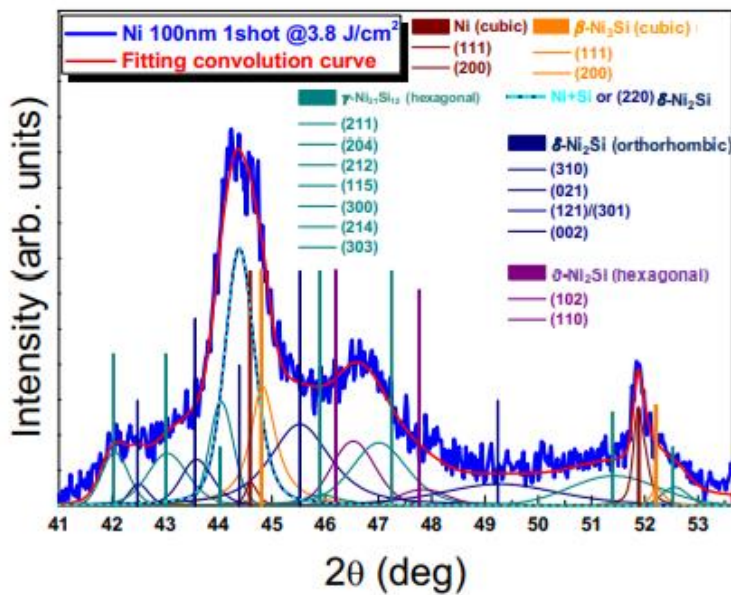 Ni 100nm 1shot @3.8 J/cm²
Fitting convolution curve
Ni (cubic)
(111)
(200)
β-Ni₃Si (cubic)
(111)
(200)
γ-Ni₃₁Si₁₂ (hexagonal)
(211)
(204)
(212)
(115)
(300)
(214)
(303)
Ni+Si or (220) δ-Ni₂Si
δ-Ni₂Si (orthorhombic)
(310)
(021)
(121)/(301)
(002)
∂-Ni₂Si (hexagonal)
(102)
(110)
Intensity (arb. units)
41 42 43 44 45 46 47 48 49 50 51 52 53
2θ (deg)